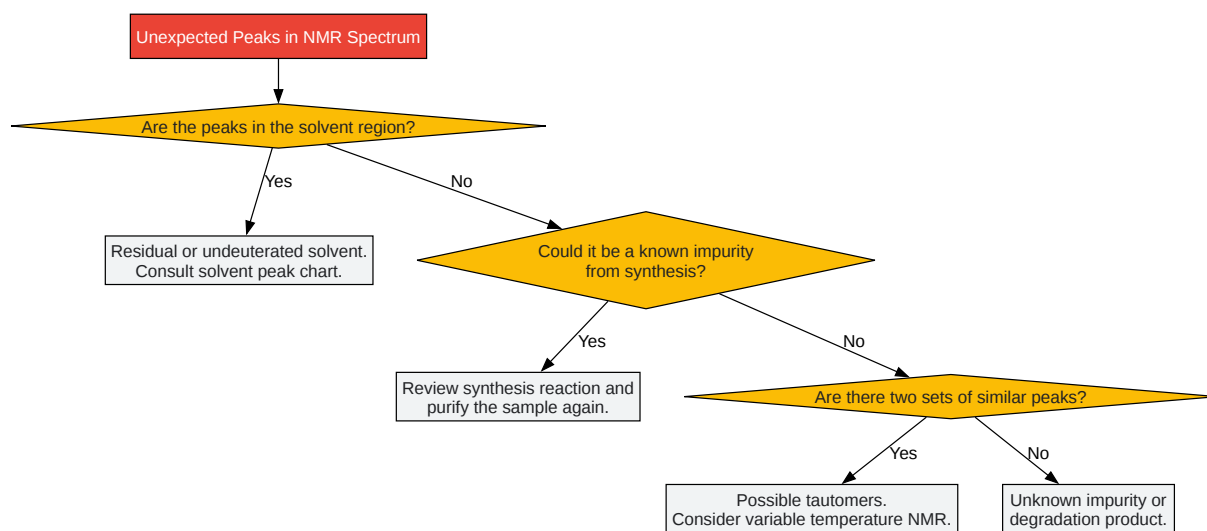 Unexpected Peaks in NMR Spectrum
Are the peaks in the solvent region?
Yes
No
Residual or undeuterated solvent.
Consult solvent peak chart.
Could it be a known impurity
from synthesis?
Yes
No
Review synthesis reaction and
purify the sample again.
Are there two sets of similar peaks?
Yes
No
Possible tautomers.
Consider variable temperature NMR.
Unknown impurity or
degradation product.